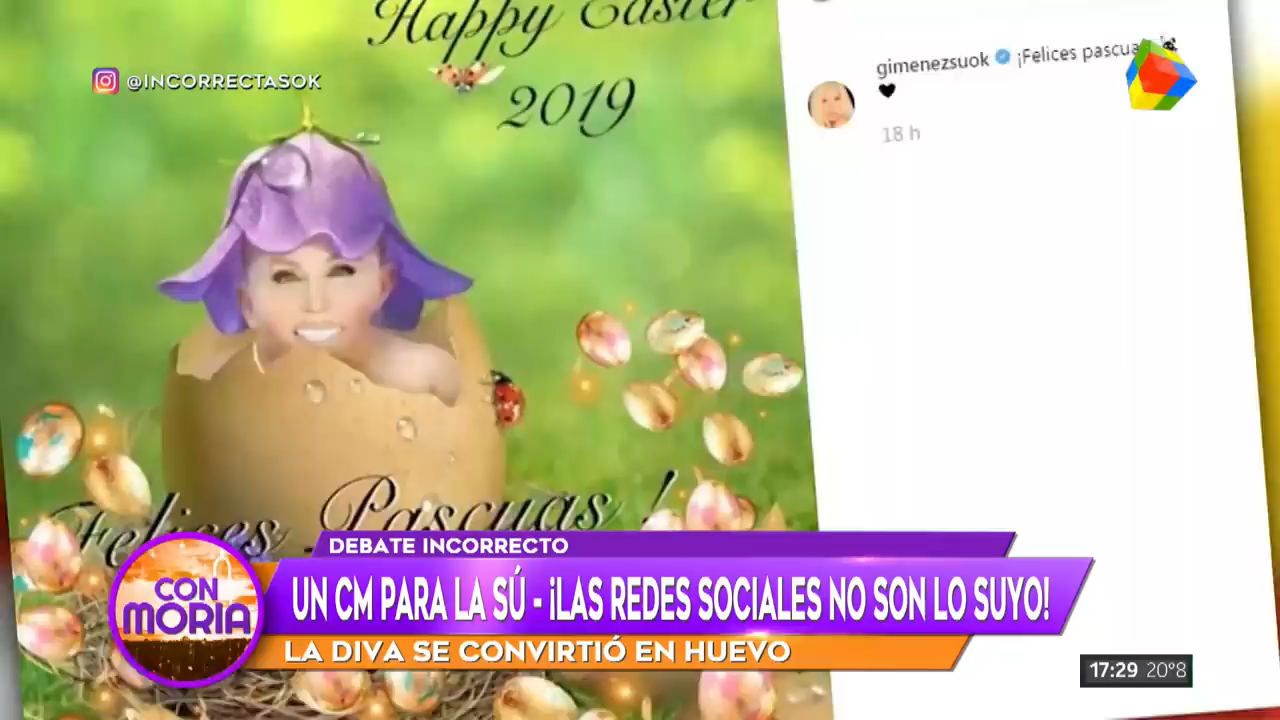 Happy Easter
2019
@INCORRECTASOK
gimenezsuok ¡Felices pascuas
18 h
Felices Pascuas !
CON
MORIA
DEBATE INCORRECTO
UN CM PARA LA SÚ - ¡LAS REDES SOCIALES NO SON LO SUYO!
LA DIVA SE CONVIRTIÓ EN HUEVO
17:29 20°8